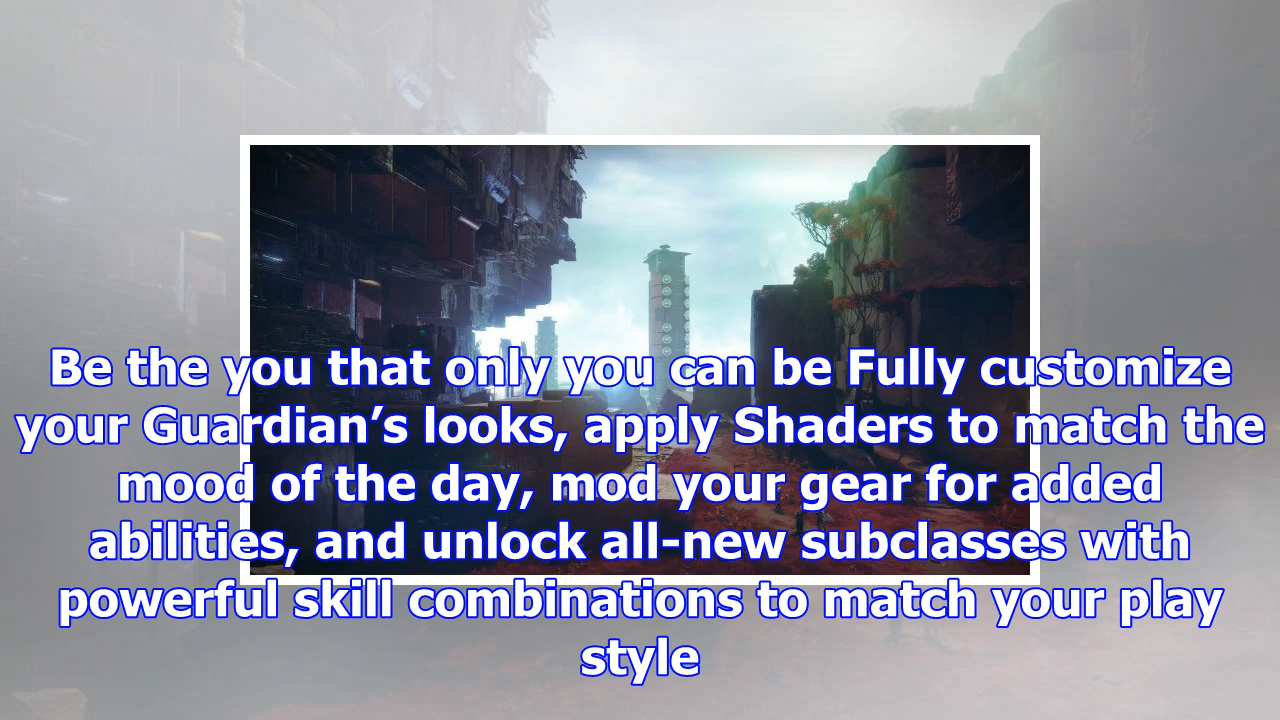 Be the you that only you can be Fully customize
your Guardian’s looks, apply Shaders to match the
mood of the day, mod your gear for added
abilities, and unlock all-new subclasses with
powerful skill combinations to match your play
style